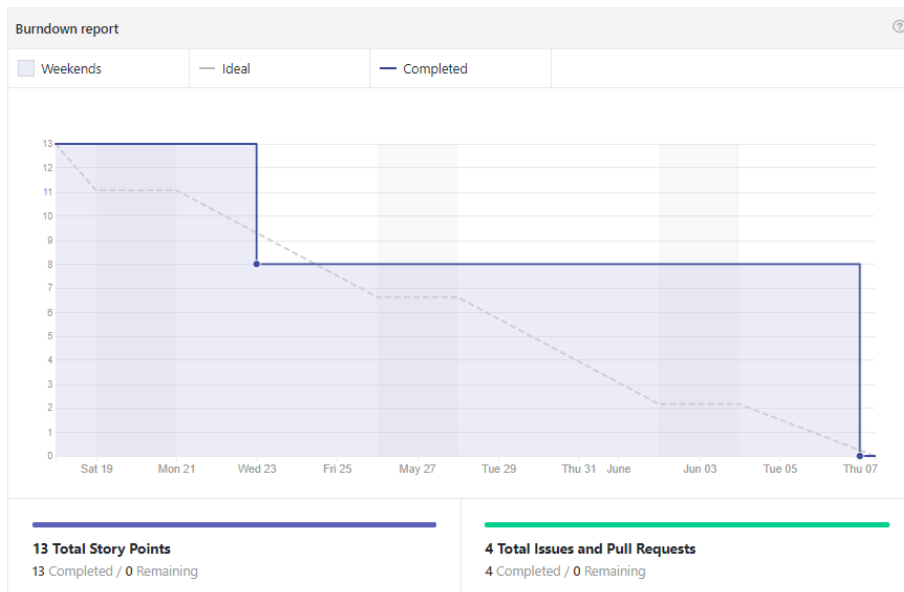 Burndown report
Weekends
Ideal
Completed
13
12
11
10
9
8
7
6
5
4
3
2
1
0
Sat 19 Mon 21 Wed 23 Fri 25 May 27 Tue 29 Thu 31 June Jun 03 Tue 05 Thu 07
13 Total Story Points
13 Completed / 0 Remaining
4 Total Issues and Pull Requests
4 Completed / 0 Remaining